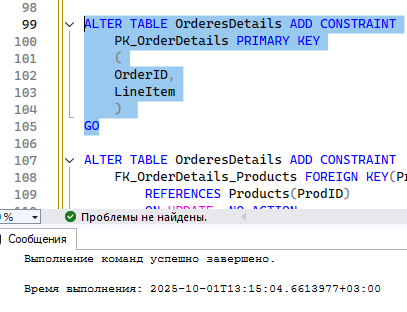 98
99 ALTER TABLE OrderesDetails ADD CONSTRAINT
100 PK_OrderDetails PRIMARY KEY
101 (
102 OrderID,
103 LineItem
104 )
105 GO
106
107 ALTER TABLE OrderesDetails ADD CONSTRAINT
108 FK_OrderDetails_Products FOREIGN KEY(P
109 REFERENCES Products(ProdID)
ON UPDATE NO ACTION
% Проблемы не найдены.
Сообщения
Выполнение команд успешно завершено.
Время выполнения: 2025-10-01T13:15:04.6613977+03:00